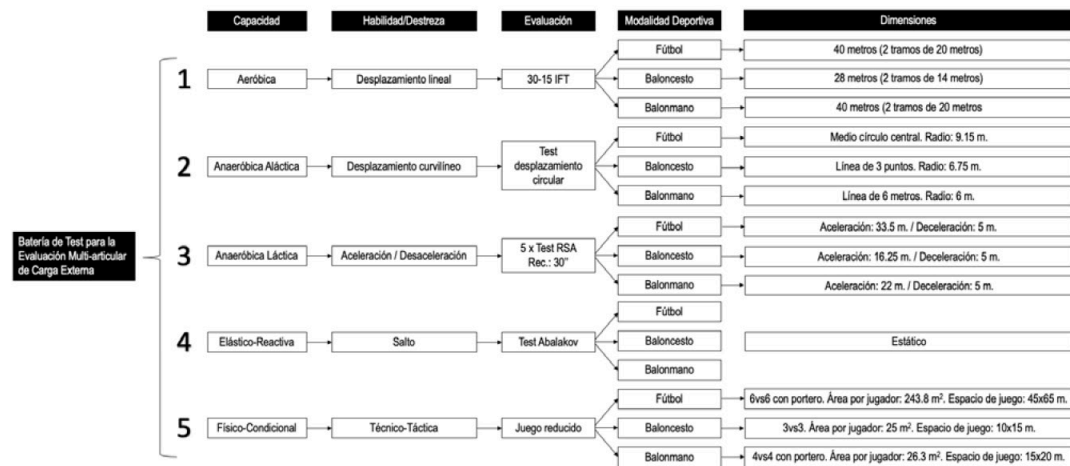 Capacidad
Habilidad/Destreza
Evaluación
Modalidad Deportiva
Dimensiones
Batería de Test para la
Evaluación Multi-articular
de Carga Externa
1
Aeróbica
Desplazamiento lineal
30-15 IFT
Fútbol
40 metros (2 tramos de 20 metros)
Baloncesto
28 metros (2 tramos de 14 metros)
Balonmano
40 metros (2 tramos de 20 metros
2
Anaeróbica Aláctica
Desplazamiento curvilíneo
Test
desplazamiento
circular
Fútbol
Medio círculo central. Radio: 9.15 m.
Baloncesto
Línea de 3 puntos. Radio: 6.75 m.
Balonmano
Línea de 6 metros. Radio: 6 m.
3
Anaeróbica Láctica
Aceleración / Desaceleración
5 x Test RSA
Rec.: 30"
Fútbol
Aceleración: 33.5 m. / Deceleración: 5 m.
Baloncesto
Aceleración: 16.25 m. / Deceleración: 5 m.
Balonmano
Aceleración: 22 m. / Deceleración: 5 m.
4
Elástico-Reactiva
Salto
Test Abalakov
Fútbol
Baloncesto
Balonmano
Estático
5
Físico-Condicional
Técnico-Táctica
Juego reducido
Fútbol
6vs6 con portero. Área por jugador: 243.8 m². Espacio de juego: 45x65 m.
Baloncesto
3vs3. Área por jugador: 25 m². Espacio de juego: 10x15 m.
Balonmano
4vs4 con portero. Área por jugador: 26.3 m². Espacio de juego: 15x20 m.